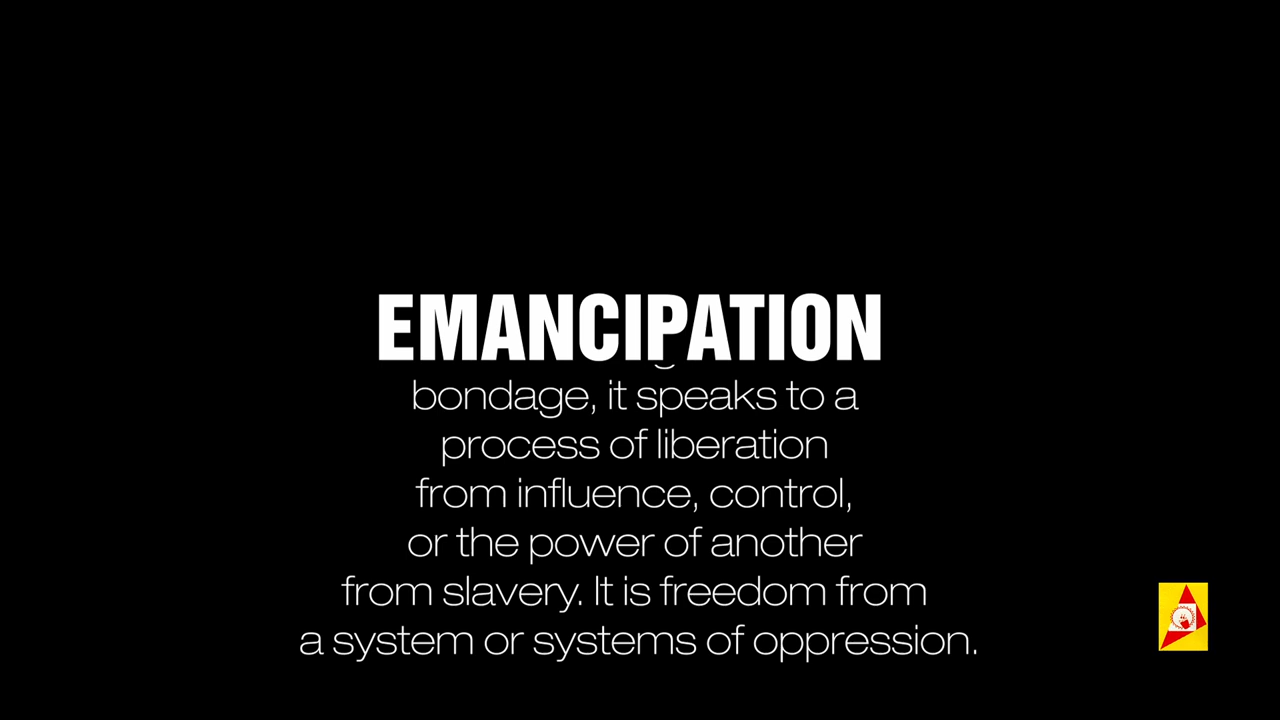 EMANCIPATION
bondage, it speaks to a
process of liberation
from influence, control,
or the power of another
from slavery. It is freedom from
a system or systems of oppression.